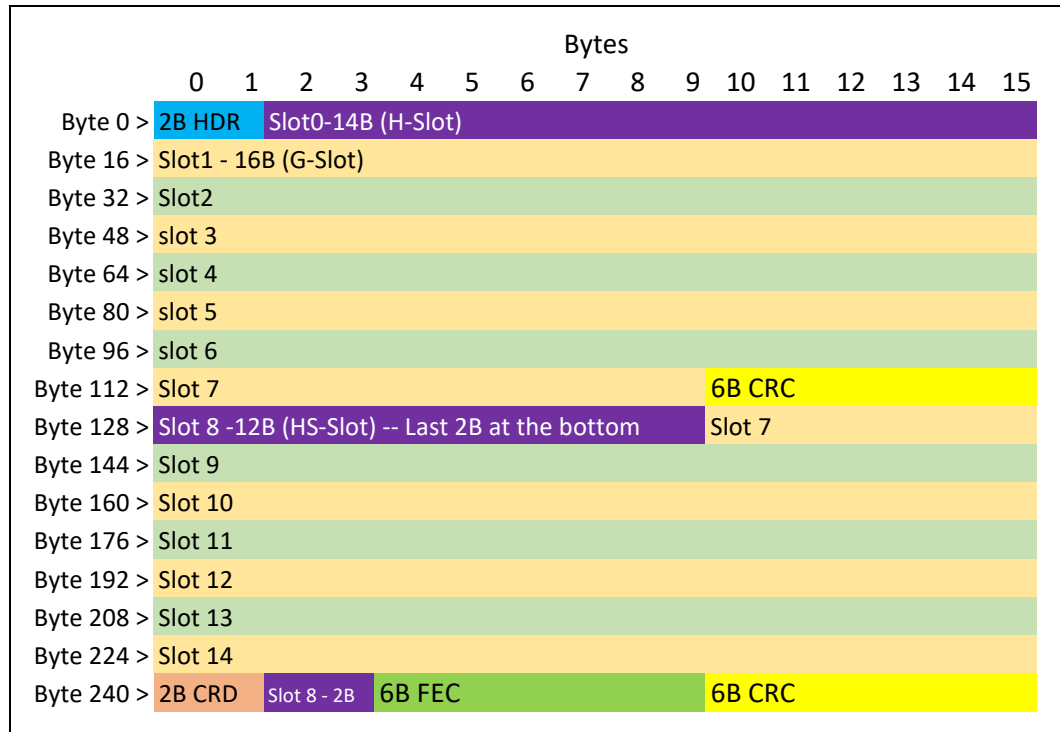 Bytes
0 1 2 3 4 5 6 7 8 9 10 11 12 13 14 15
Byte 0 > 2B HDR Slot0-14B (H-Slot)
Byte 16 > Slot1 - 16B (G-Slot)
Byte 32 > Slot2
Byte 48 > slot 3
Byte 64 > slot 4
Byte 80 > slot 5
Byte 96 > slot 6
Byte 112 > Slot 7 6B CRC
Byte 128 > Slot 8 -12B (HS-Slot) -- Last 2B at the bottom Slot 7
Byte 144 > Slot 9
Byte 160 > Slot 10
Byte 176 > Slot 11
Byte 192 > Slot 12
Byte 208 > Slot 13
Byte 224 > Slot 14
Byte 240 > 2B CRD Slot 8 - 2B 6B FEC 6B CRC